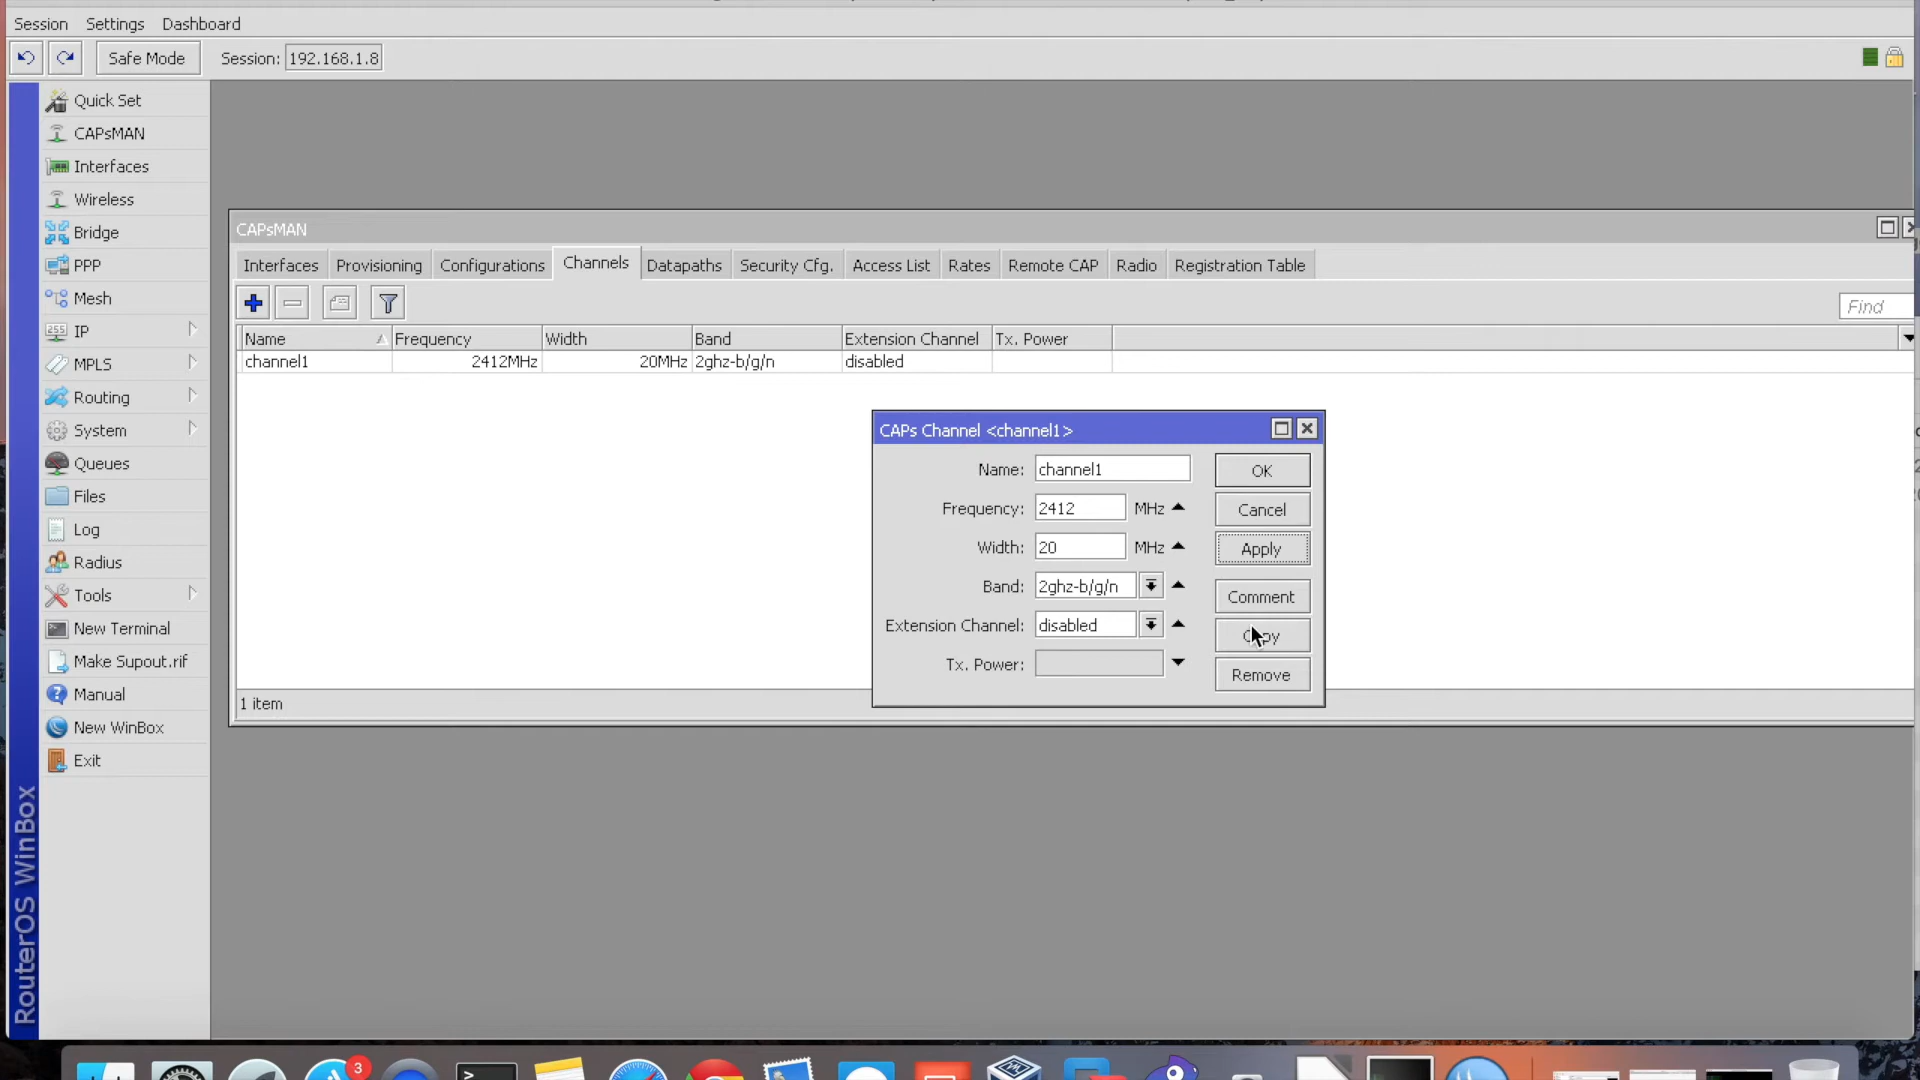 Session Settings Dashboard
Safe Mode Session: 192.168.1.8
Quick Set
CAPsMAN
Interfaces
Wireless
Bridge
PPP
Mesh
255 IP
MPLS
Routing
System
Queues
Files
Log
Radius
Tools
New Terminal
Make Supout.rif
Manual
New WinBox
Exit
RouterOS WinBox
CAPsMAN
Interfaces Provisioning Configurations Channels Datapaths Security Cfg. Access List Rates Remote CAP Radio Registration Table
Find
Name Frequency Width Band Extension Channel Tx. Power
channel1 2412MHz 20MHz 2ghz-b/g/n disabled
1 item
CAPs Channel <channel1>
Name: channel1 OK
Frequency: 2412 MHz Cancel
Width: 20 MHz Apply
Band: 2ghz-b/g/n Comment
Extension Channel: disabled Copy
Tx. Power: Remove
3